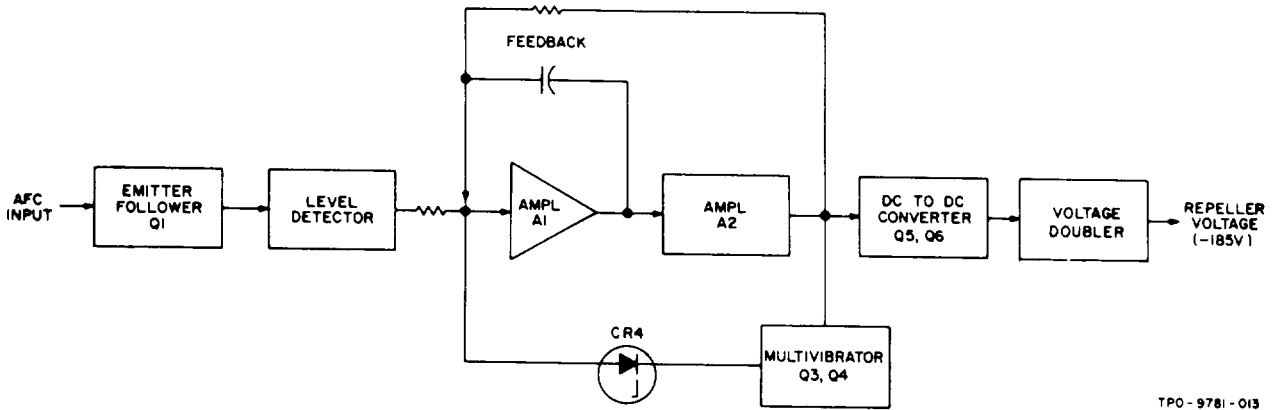 FEEDBACK
AFC
INPUT
EMITTER
FOLLOWER
Q1
LEVEL
DETECTOR
AMPL
A1
AMPL
A2
DC TO DC
CONVERTER
Q5, Q6
VOLTAGE
DOUBLER
REPELLER
VOLTAGE
(-185V)
CR4
MULTIVIBRATOR
Q3, Q4
TPO-9781-013